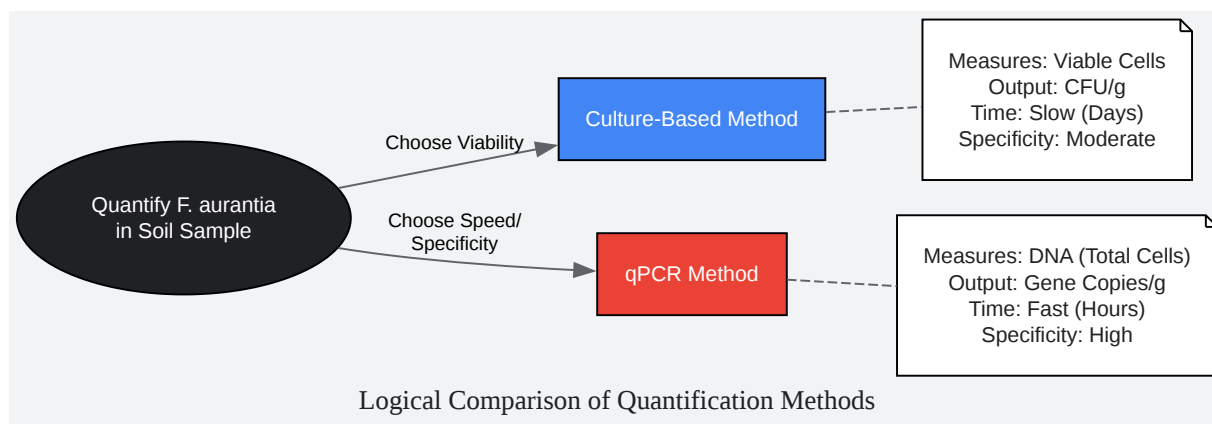 Quantify F. aurantia
in Soil Sample
Choose Viability
Culture-Based Method
Measures: Viable Cells
Output: CFU/g
Time: Slow (Days)
Specificity: Moderate
Choose Speed/
Specificity
qPCR Method
Measures: DNA (Total Cells)
Output: Gene Copies/g
Time: Fast (Hours)
Specificity: High
Logical Comparison of Quantification Methods